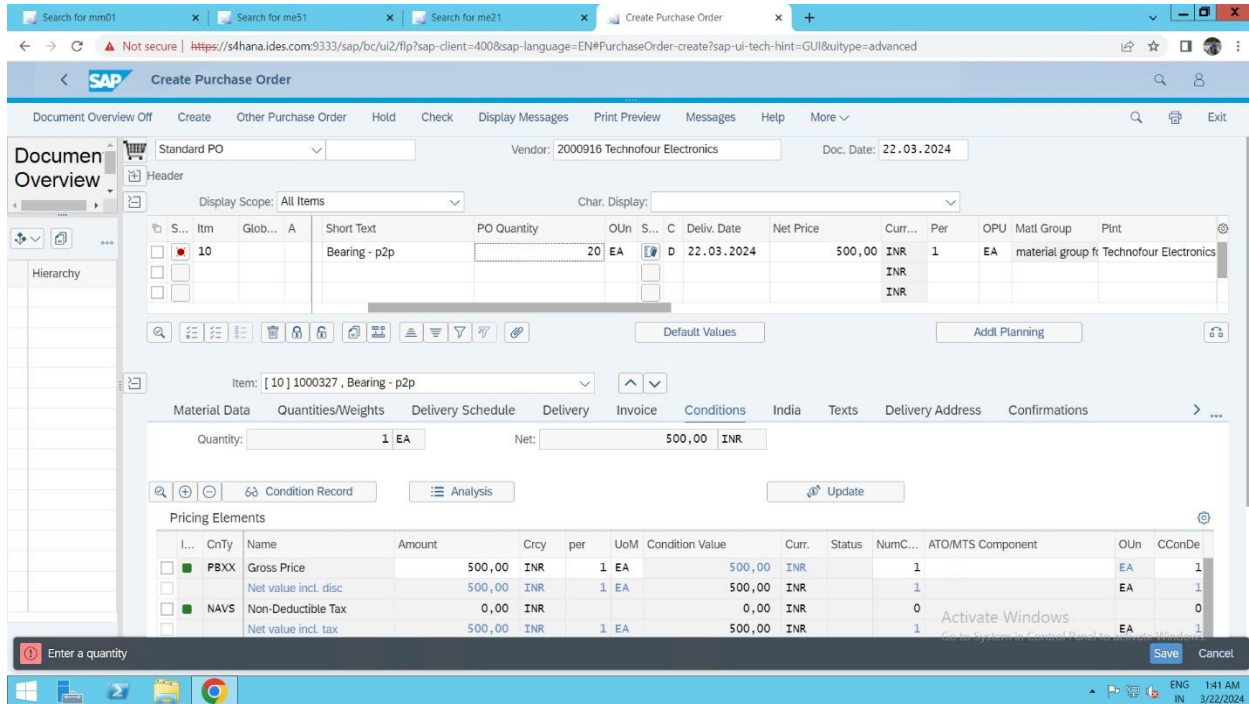 Search for mm01
Search for me51
Search for me21
Create Purchase Order
Not secure | https://s4hana.ides.com:9333/sap/bc/ui2/flp?sap-client=400&sap-language=EN#PurchaseOrder-create?sap-ui-tech-hint=GUI&uitype=advanced
SAP Create Purchase Order
Document Overview Off Create Other Purchase Order Hold Check Display Messages Print Preview Messages Help More Exit
Documen
Overview
Standard PO Vendor: 2000916 Technofour Electronics Doc. Date: 22.03.2024
Header
Display Scope: All Items Char. Display:
S... Itm Glob... A Short Text PO Quantity OUn S... C Deliv. Date Net Price Curr... Per OPU Matl Group Plnt
10 Bearing - p2p 20 EA D 22.03.2024 500,00 INR 1 EA material group fo Technofour Electronics
INR
INR
Hierarchy
Default Values Addl Planning
Item: [ 10 ] 1000327 , Bearing - p2p
Material Data Quantities/Weights Delivery Schedule Delivery Invoice Conditions India Texts Delivery Address Confirmations
Quantity: 1 EA Net: 500,00 INR
Condition Record Analysis Update
Pricing Elements
I... CnTy Name Amount Crcy per UoM Condition Value Curr. Status NumC... ATO/MTS Component OUn CConDe
PBXX Gross Price 500,00 INR 1 EA 500,00 INR 1 EA 1
Net value incl. disc 500,00 INR 1 EA 500,00 INR 1 EA 1
NAVS Non-Deductible Tax 0,00 INR 0,00 INR 0 0
Net value incl. tax 500,00 INR 1 EA 500,00 INR 1 EA 1
Activate Windows
Go to System in Control Panel to activate Windows.
Enter a quantity Save Cancel
ENG 1:41 AM
IN 3/22/2024